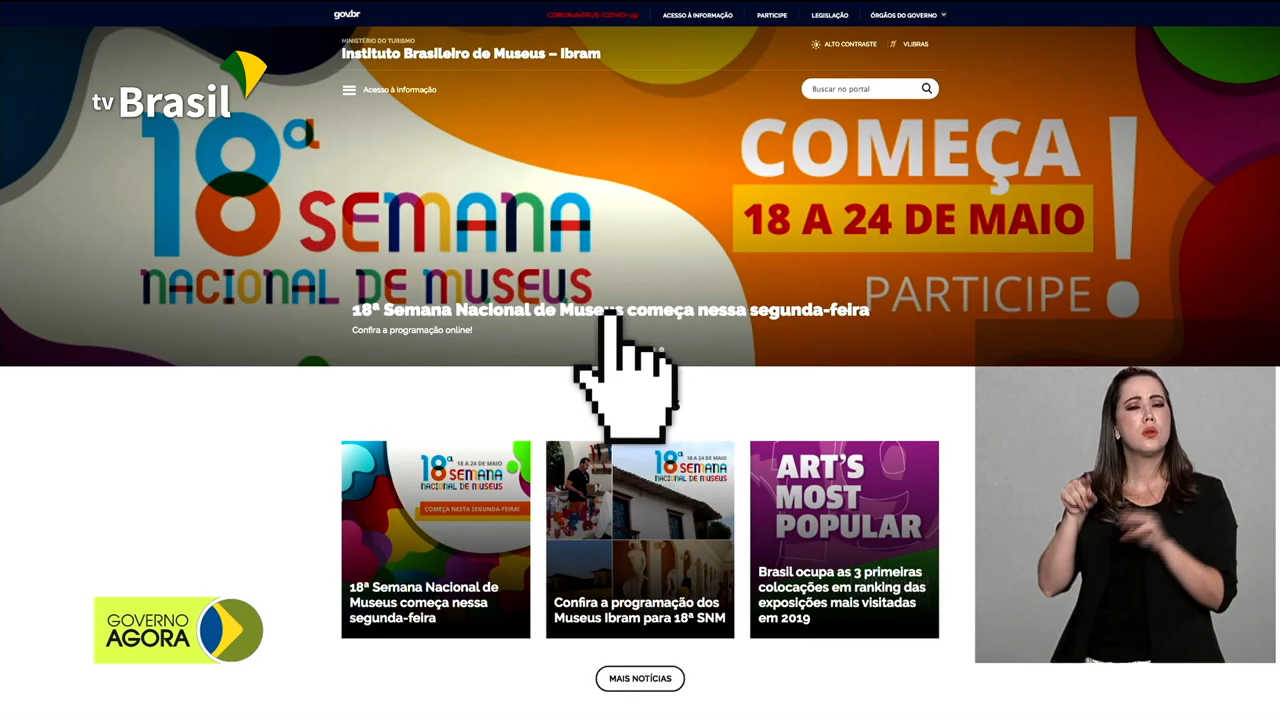 gov.br
CORONAVÍRUS (COVID-19)
ACESSO À INFORMAÇÃO
PARTICIPE
LEGISLAÇÃO
ÓRGÃOS DO GOVERNO
MINISTÉRIO DO TURISMO
Instituto Brasileiro de Museus – Ibram
ALTO CONTRASTE
VLIBRAS
Acesso à Informação
Buscar no portal
tv Brasil
18ª SEMANA
NACIONAL DE MUSEUS
COMEÇA!
18 A 24 DE MAIO
PARTICIPE
18ª Semana Nacional de Museus começa nessa segunda-feira
Confira a programação online!
18ª SEMANA
18 A 24 DE MAIO
NACIONAL DE MUSEUS
COMEÇA NESTA SEGUNDA-FEIRA!
18ª Semana Nacional de
Museus começa nessa
segunda-feira
18ª SEMANA
18 A 24 DE MAIO
NACIONAL DE MUSEUS
Confira a programação dos
Museus Ibram para 18ª SNM
ART'S
MOST
POPULAR
Brasil ocupa as 3 primeiras
colocações em ranking das
exposições mais visitadas
em 2019
GOVERNO
AGORA
MAIS NOTÍCIAS